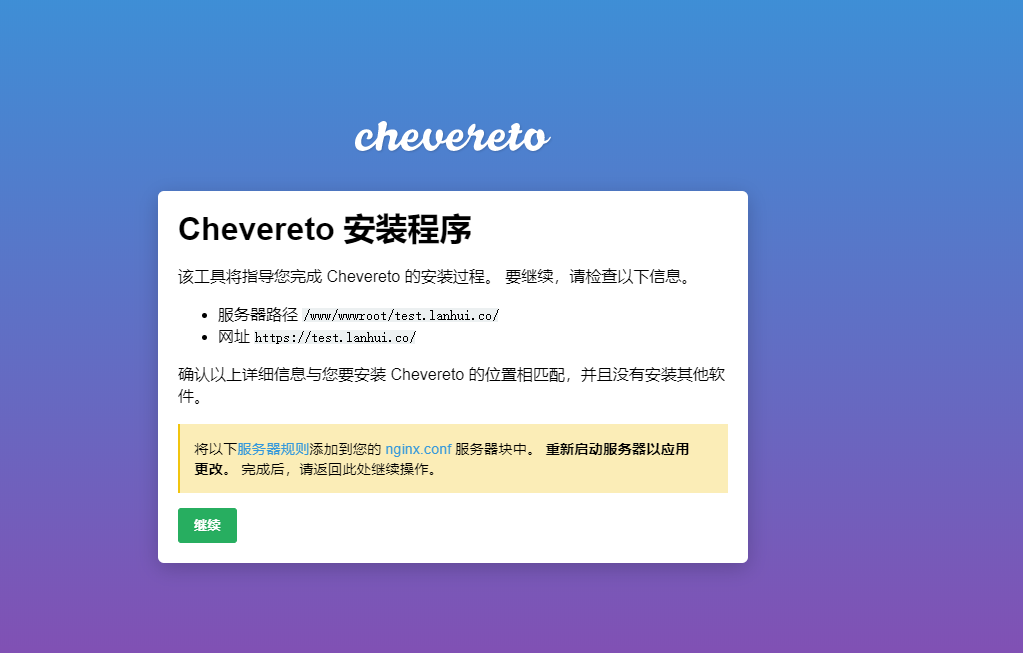 chevereto
Chevereto 安装程序
该工具将指导您完成 Chevereto 的安装过程。 要继续，请检查以下信息。
服务器路径 /www/wwwroot/test.lanhui.co/
网址 https://test.lanhui.co/
确认以上详细信息与您要安装 Chevereto 的位置相匹配，并且没有安装其他软
件。
将以下服务器规则添加到您的 nginx.conf 服务器块中。 重新启动服务器以应用
更改。 完成后，请返回此处继续操作。
继续